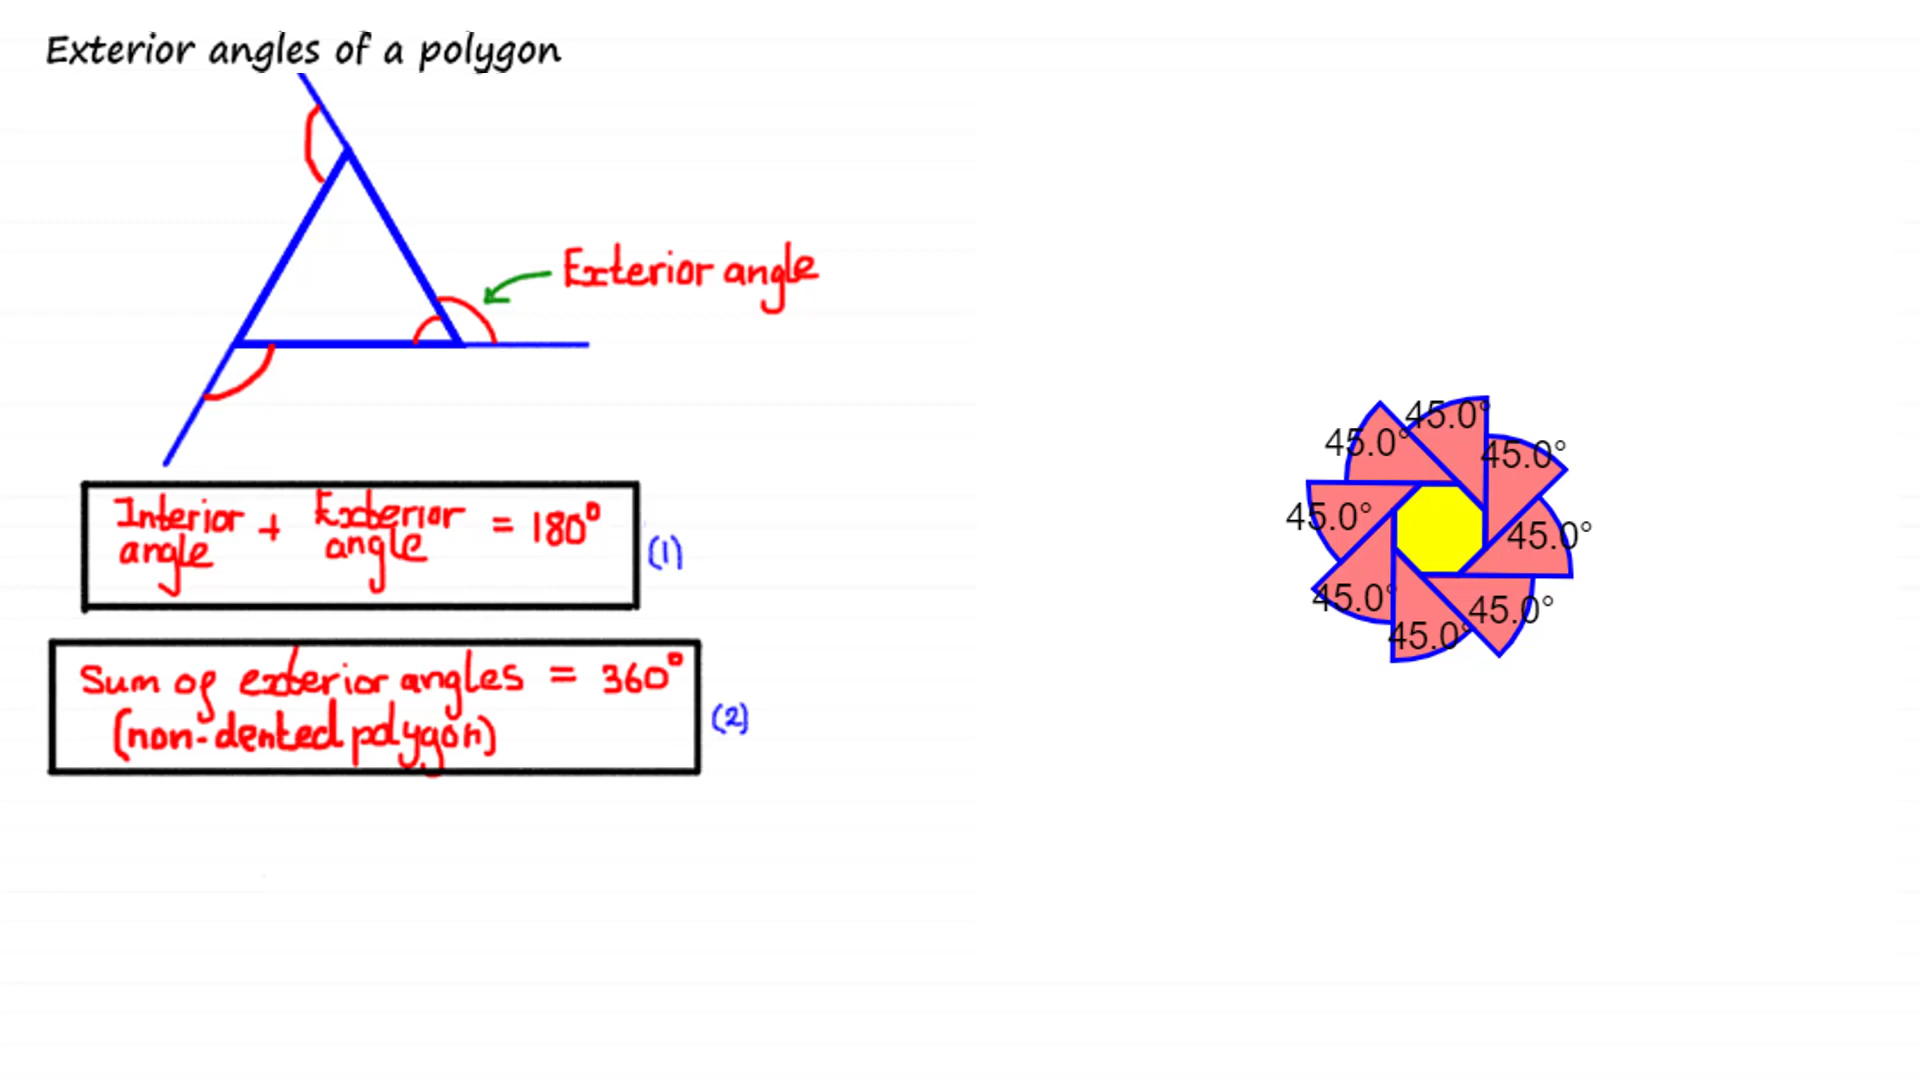 Exterior angles of a polygon
Exterior angle
Interior angle + Exterior angle = 180° (1)
Sum of exterior angles = 360°
(non-dented polygon) (2)
45.0°
45.0°
45.0°
45.0°
45.0°
45.0°
45.0°
45.0°